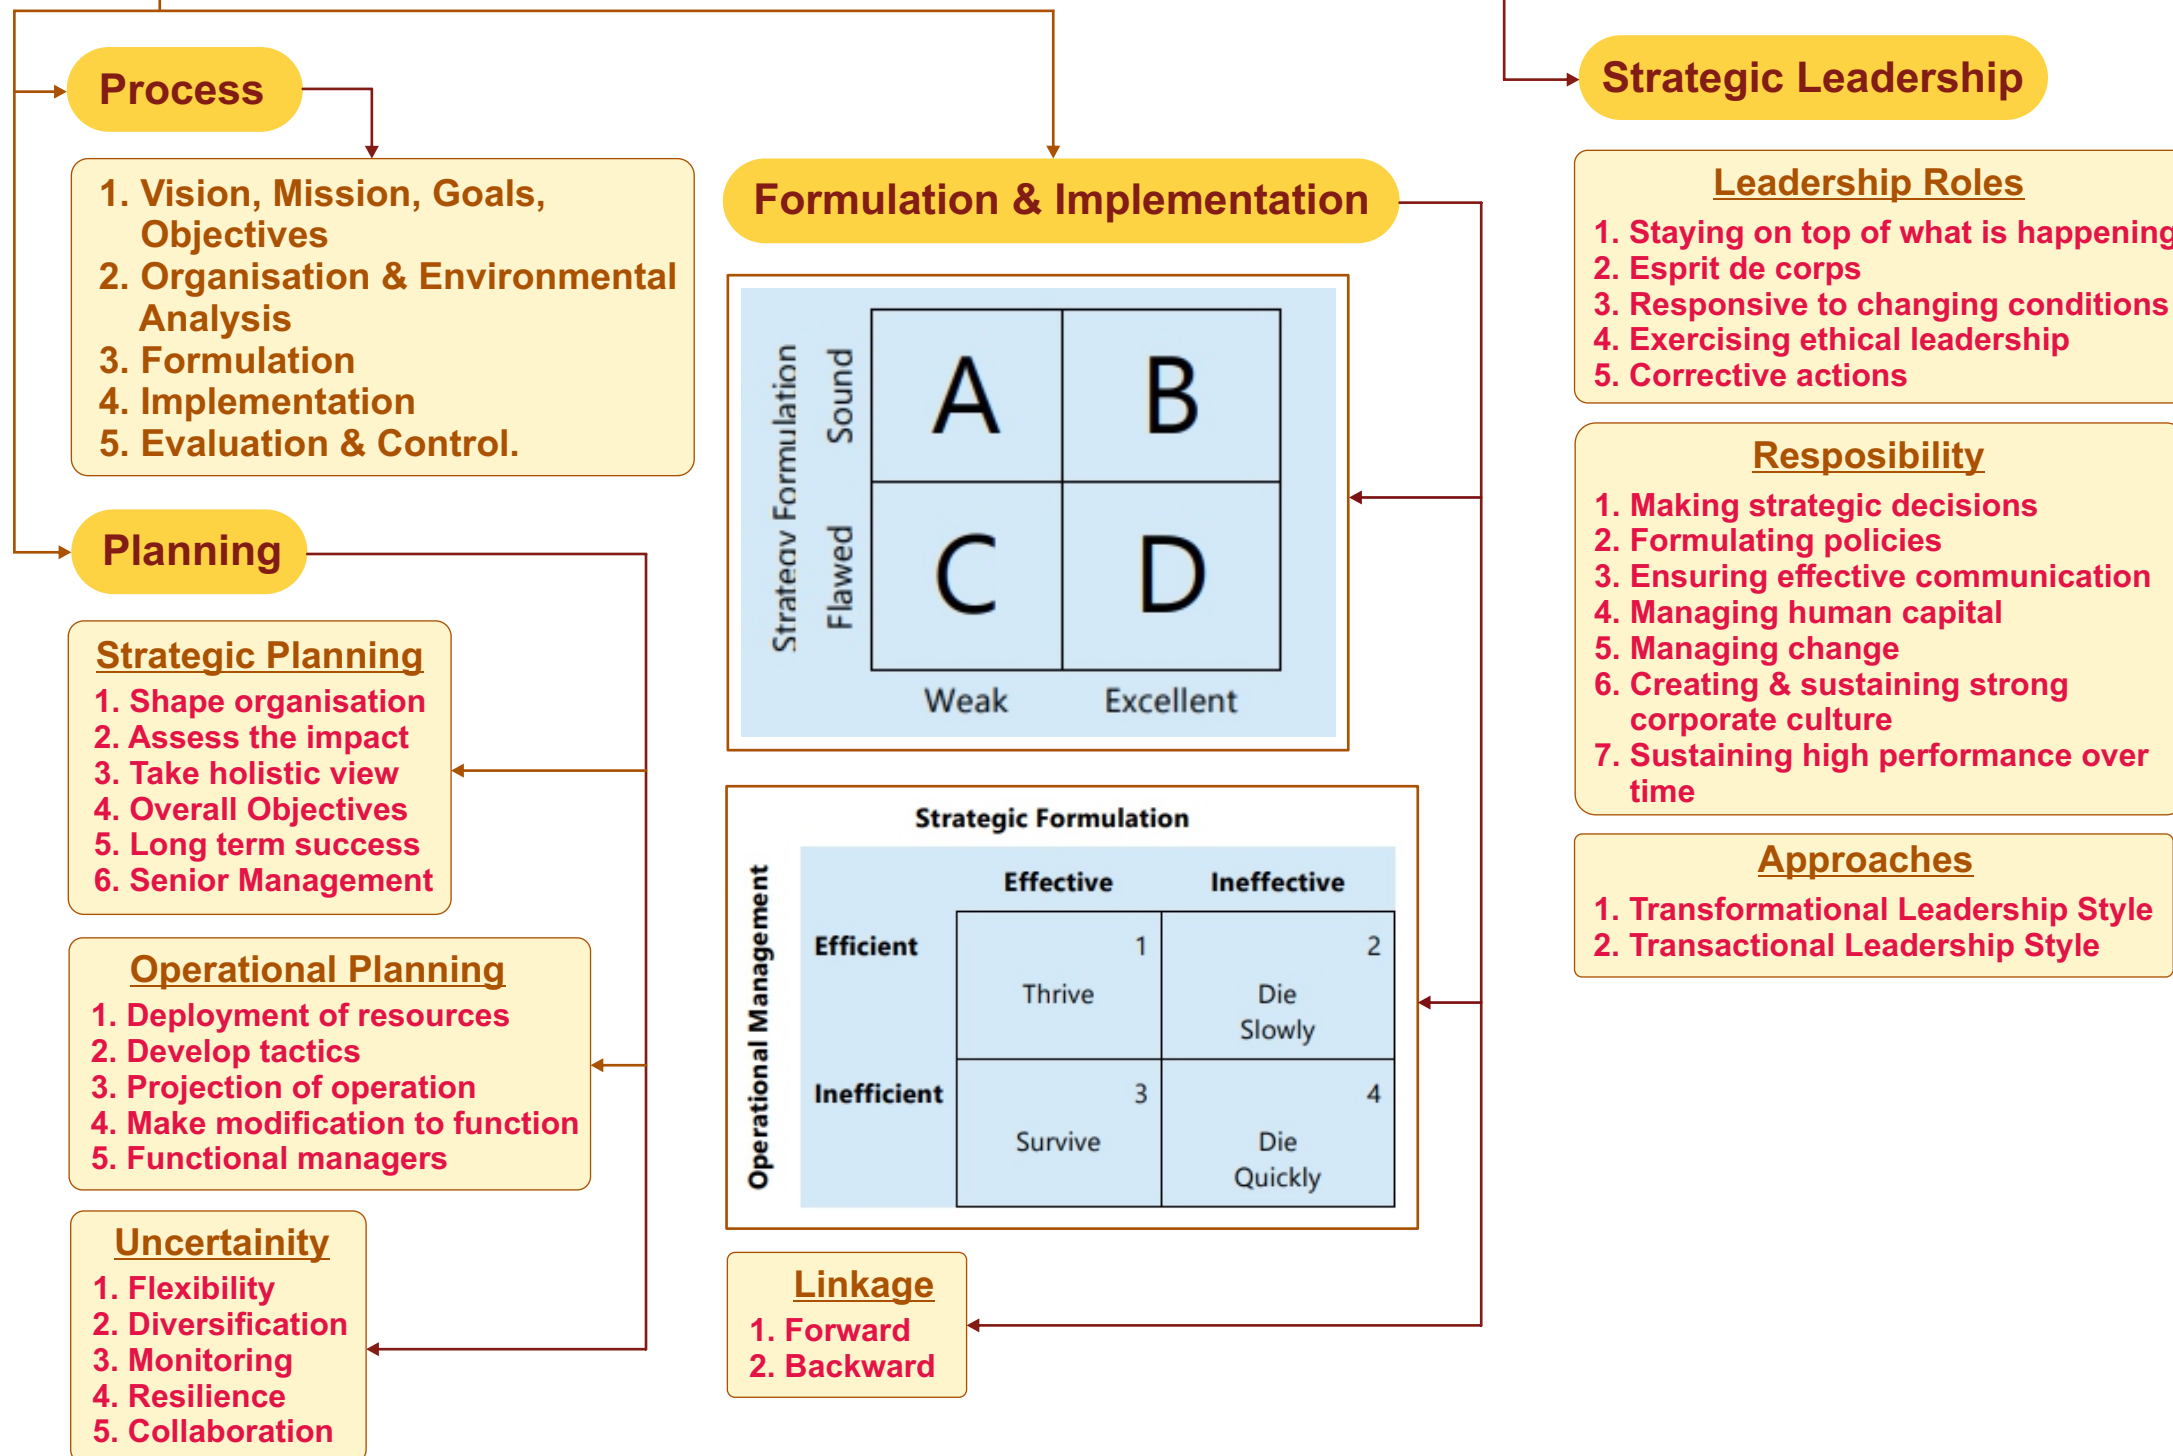 Process
1. Vision, Mission, Goals,
Objectives
2. Organisation & Environmental
Analysis
3. Formulation
4. Implementation
5. Evaluation & Control.
Planning
Strategic Planning
1. Shape organisation
2. Assess the impact
3. Take holistic view
4. Overall Objectives
5. Long term success
6. Senior Management
Operational Planning
1. Deployment of resources
2. Develop tactics
3. Projection of operation
4. Make modification to function
5. Functional managers
Uncertainity
1. Flexibility
2. Diversification
3. Monitoring
4. Resilience
5. Collaboration
Formulation & Implementation
Strategy Formulation
Sound
Flawed
A B
C D
Weak Excellent
Strategic Formulation
Operational Management
Effective Ineffective
Efficient 1 2
Thrive Die
Slowly
Inefficient 3 4
Survive Die
Quickly
Linkage
1. Forward
2. Backward
Strategic Leadership
Leadership Roles
1. Staying on top of what is happening
2. Esprit de corps
3. Responsive to changing conditions
4. Exercising ethical leadership
5. Corrective actions
Resposibility
1. Making strategic decisions
2. Formulating policies
3. Ensuring effective communication
4. Managing human capital
5. Managing change
6. Creating & sustaining strong
corporate culture
7. Sustaining high performance over
time
Approaches
1. Transformational Leadership Style
2. Transactional Leadership Style